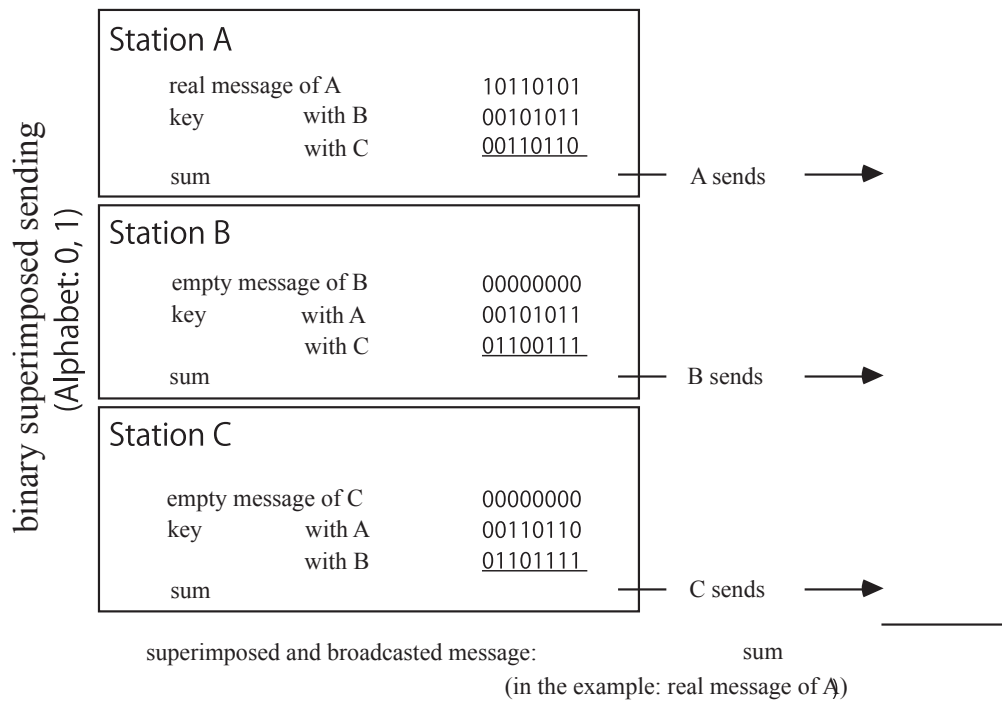 binary superimposed sending
(Alphabet: 0, 1)
Station A
real message of A 10110101
key with B 00101011
with C 00110110
sum A sends
Station B
empty message of B 00000000
key with A 00101011
with C 01100111
sum B sends
Station C
empty message of C 00000000
key with A 00110110
with B 01101111
sum C sends
superimposed and broadcasted message: sum
(in the example: real message of A)